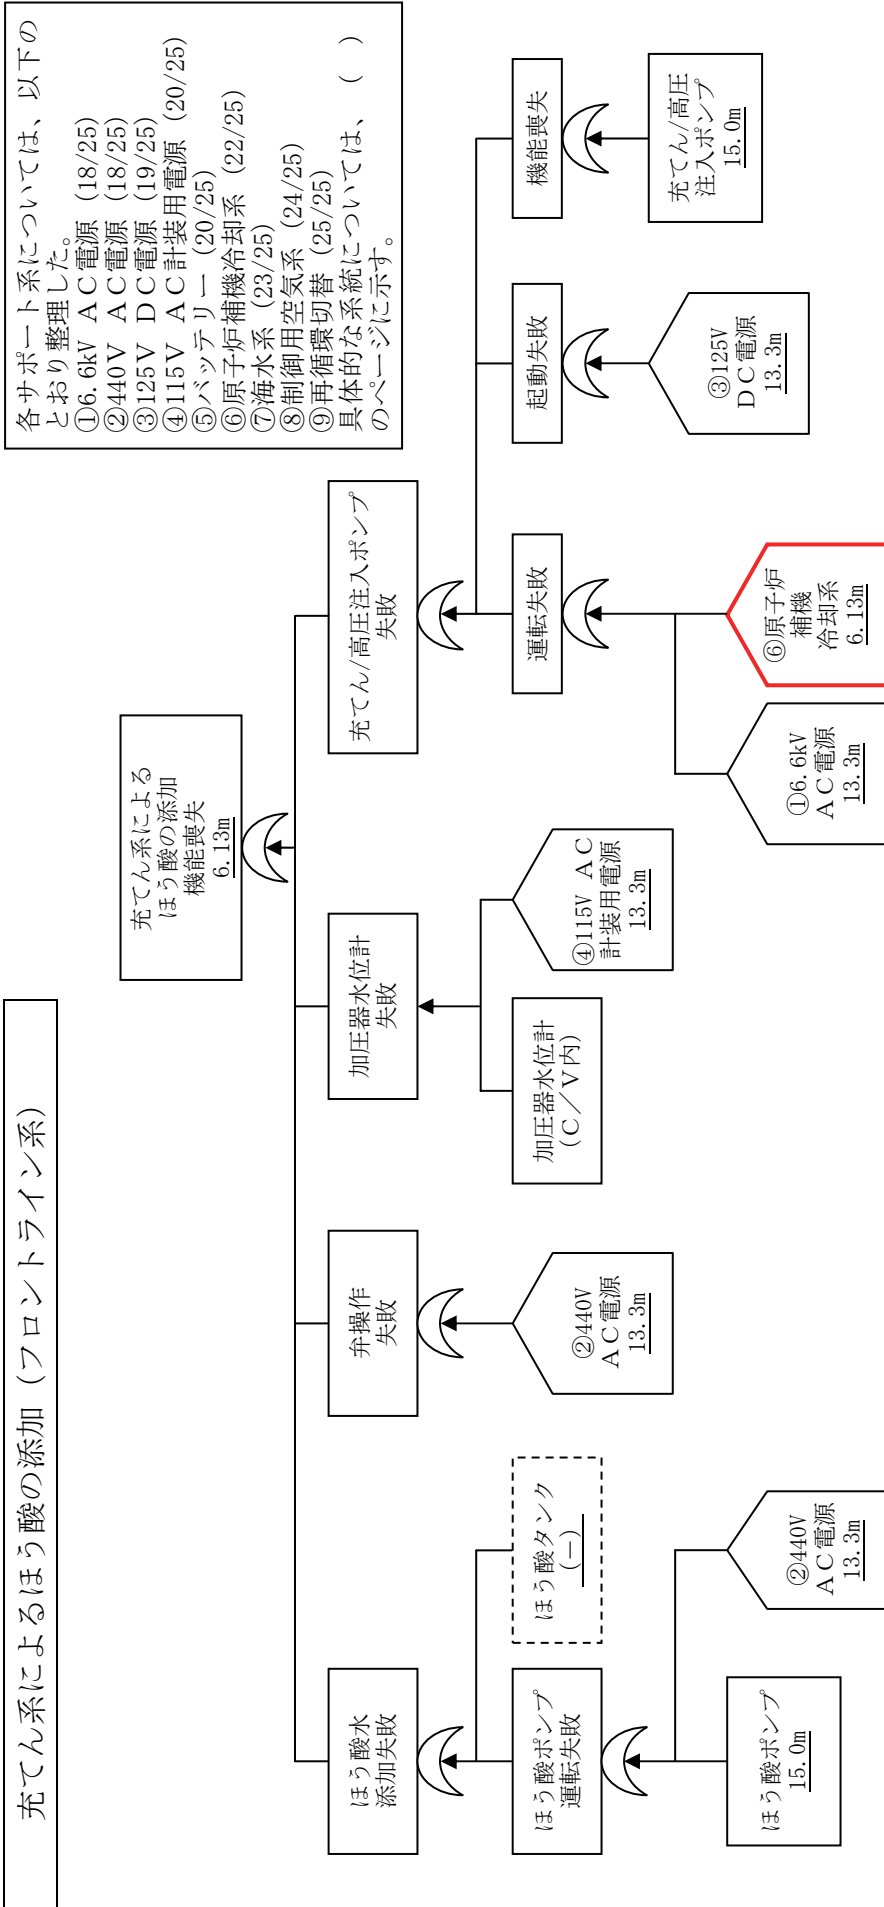 充てん系によるほう酸の添加（フロントライン系）
各サポート系については、以下の
とおり整理した。
①6.6kV AC電源（18/25）
②440V AC電源（18/25）
③125V DC電源（19/25）
④115V AC計装用電源（20/25）
⑤バッテリー（20/25）
⑥原子炉補機冷却系（22/25）
⑦海水系（23/25）
⑧制御用空気系（24/25）
⑨再循環切替（25/25）
具体的な系統については、（　）
のページに示す。
充てん系による
ほう酸の添加
機能喪失
6.13m
ほう酸水
添加失敗
弁操作
失敗
加圧器水位計
失敗
充てん/高圧注入ポンプ
失敗
ほう酸ポンプ
運転失敗
ほう酸タンク
(－)
②440V
AC電源
13.3m
加圧器水位計
(C／V内)
④115V AC
計装用電源
13.3m
運転失敗
起動失敗
機能喪失
ほう酸ポンプ
15.0m
②440V
AC電源
13.3m
①6.6kV
AC電源
13.3m
⑥原子炉
補機
冷却系
6.13m
③125V
DC電源
13.3m
充てん/高圧
注入ポンプ
15.0m